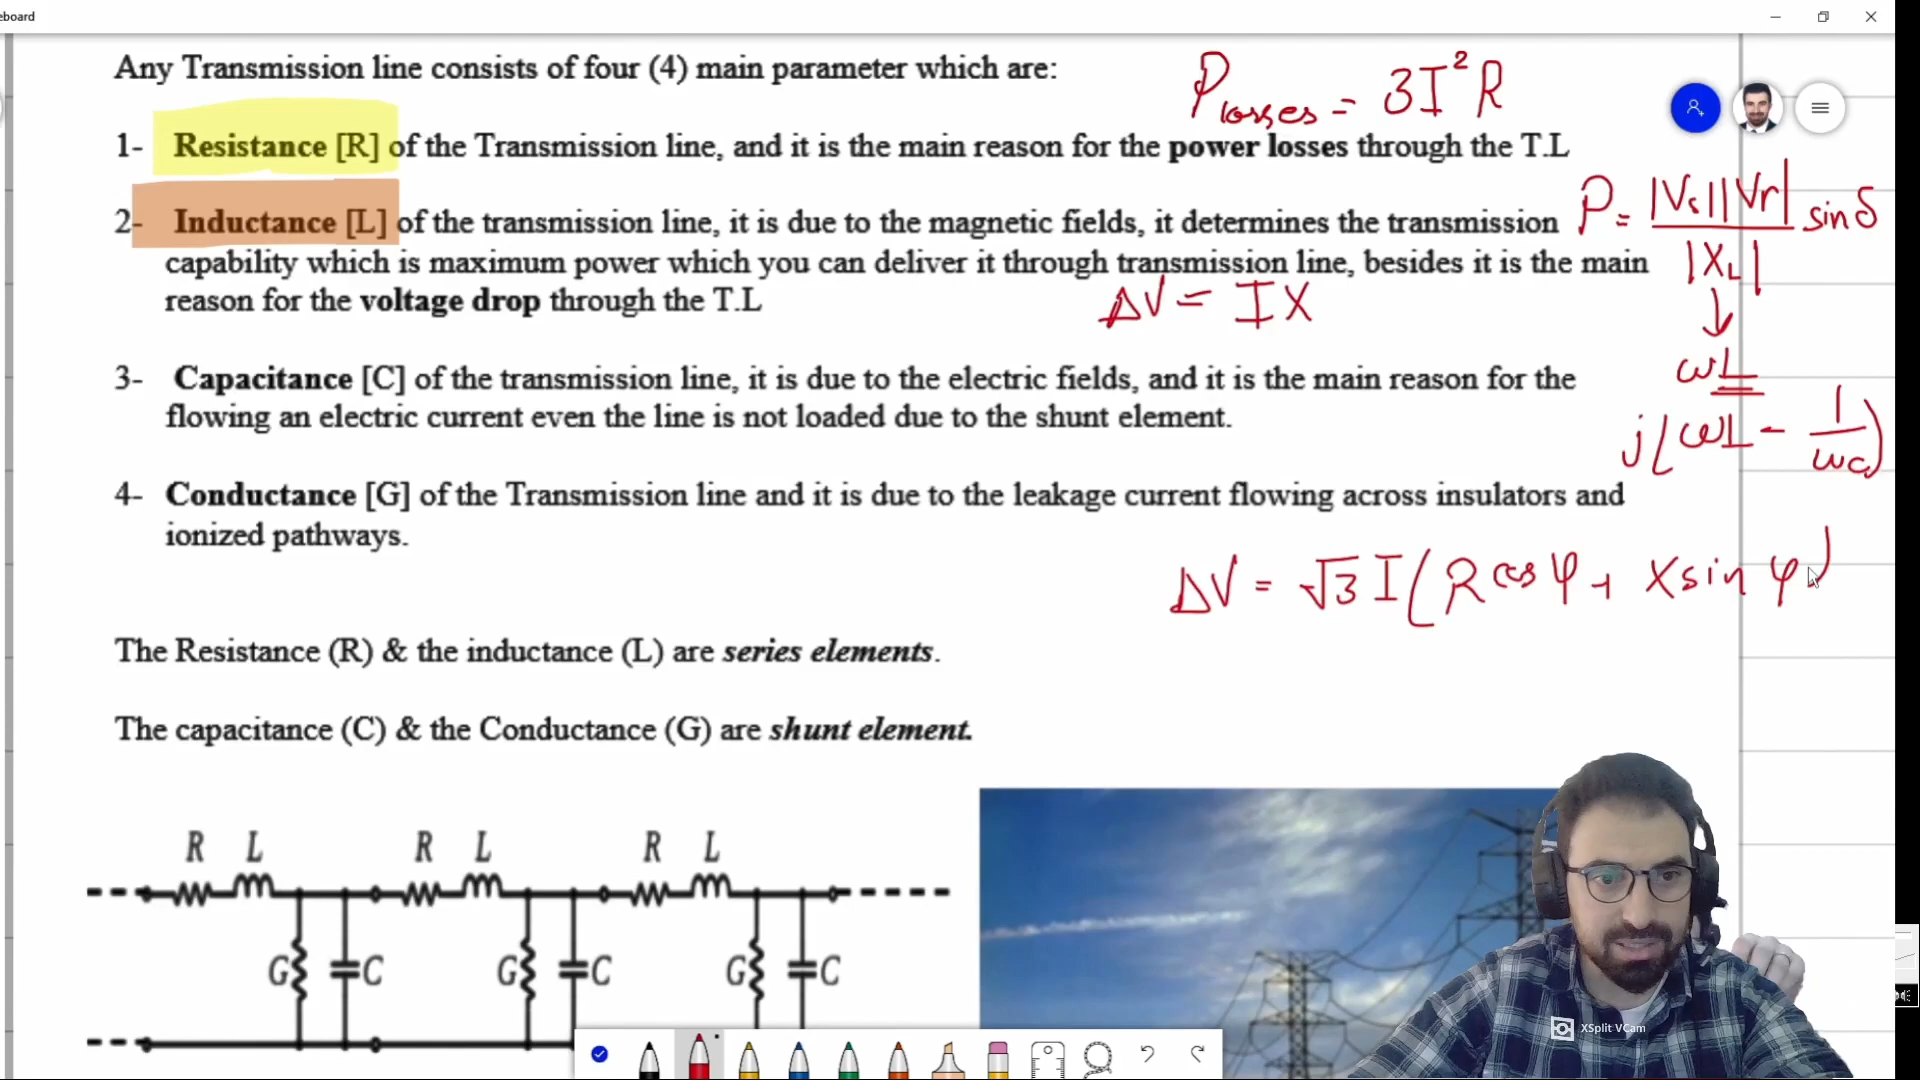 eboard
Any Transmission line consists of four (4) main parameter which are:
P losses = 3I²R
1- Resistance [R] of the Transmission line, and it is the main reason for the power losses through the T.L
2- Inductance [L] of the transmission line, it is due to the magnetic fields, it determines the transmission
capability which is maximum power which you can deliver it through transmission line, besides it is the main
reason for the voltage drop through the T.L
P = |Vs||Vr| sin δ
|XL|
↓
ωL
j(ωL - 1/ωc)
ΔV = IX
3- Capacitance [C] of the transmission line, it is due to the electric fields, and it is the main reason for the
flowing an electric current even the line is not loaded due to the shunt element.
4- Conductance [G] of the Transmission line and it is due to the leakage current flowing across insulators and
ionized pathways.
ΔV = √3 I(R cos φ + X sin φ)
The Resistance (R) & the inductance (L) are series elements.
The capacitance (C) & the Conductance (G) are shunt element.
R L R L R L
G C G C G C
XSplit VCam